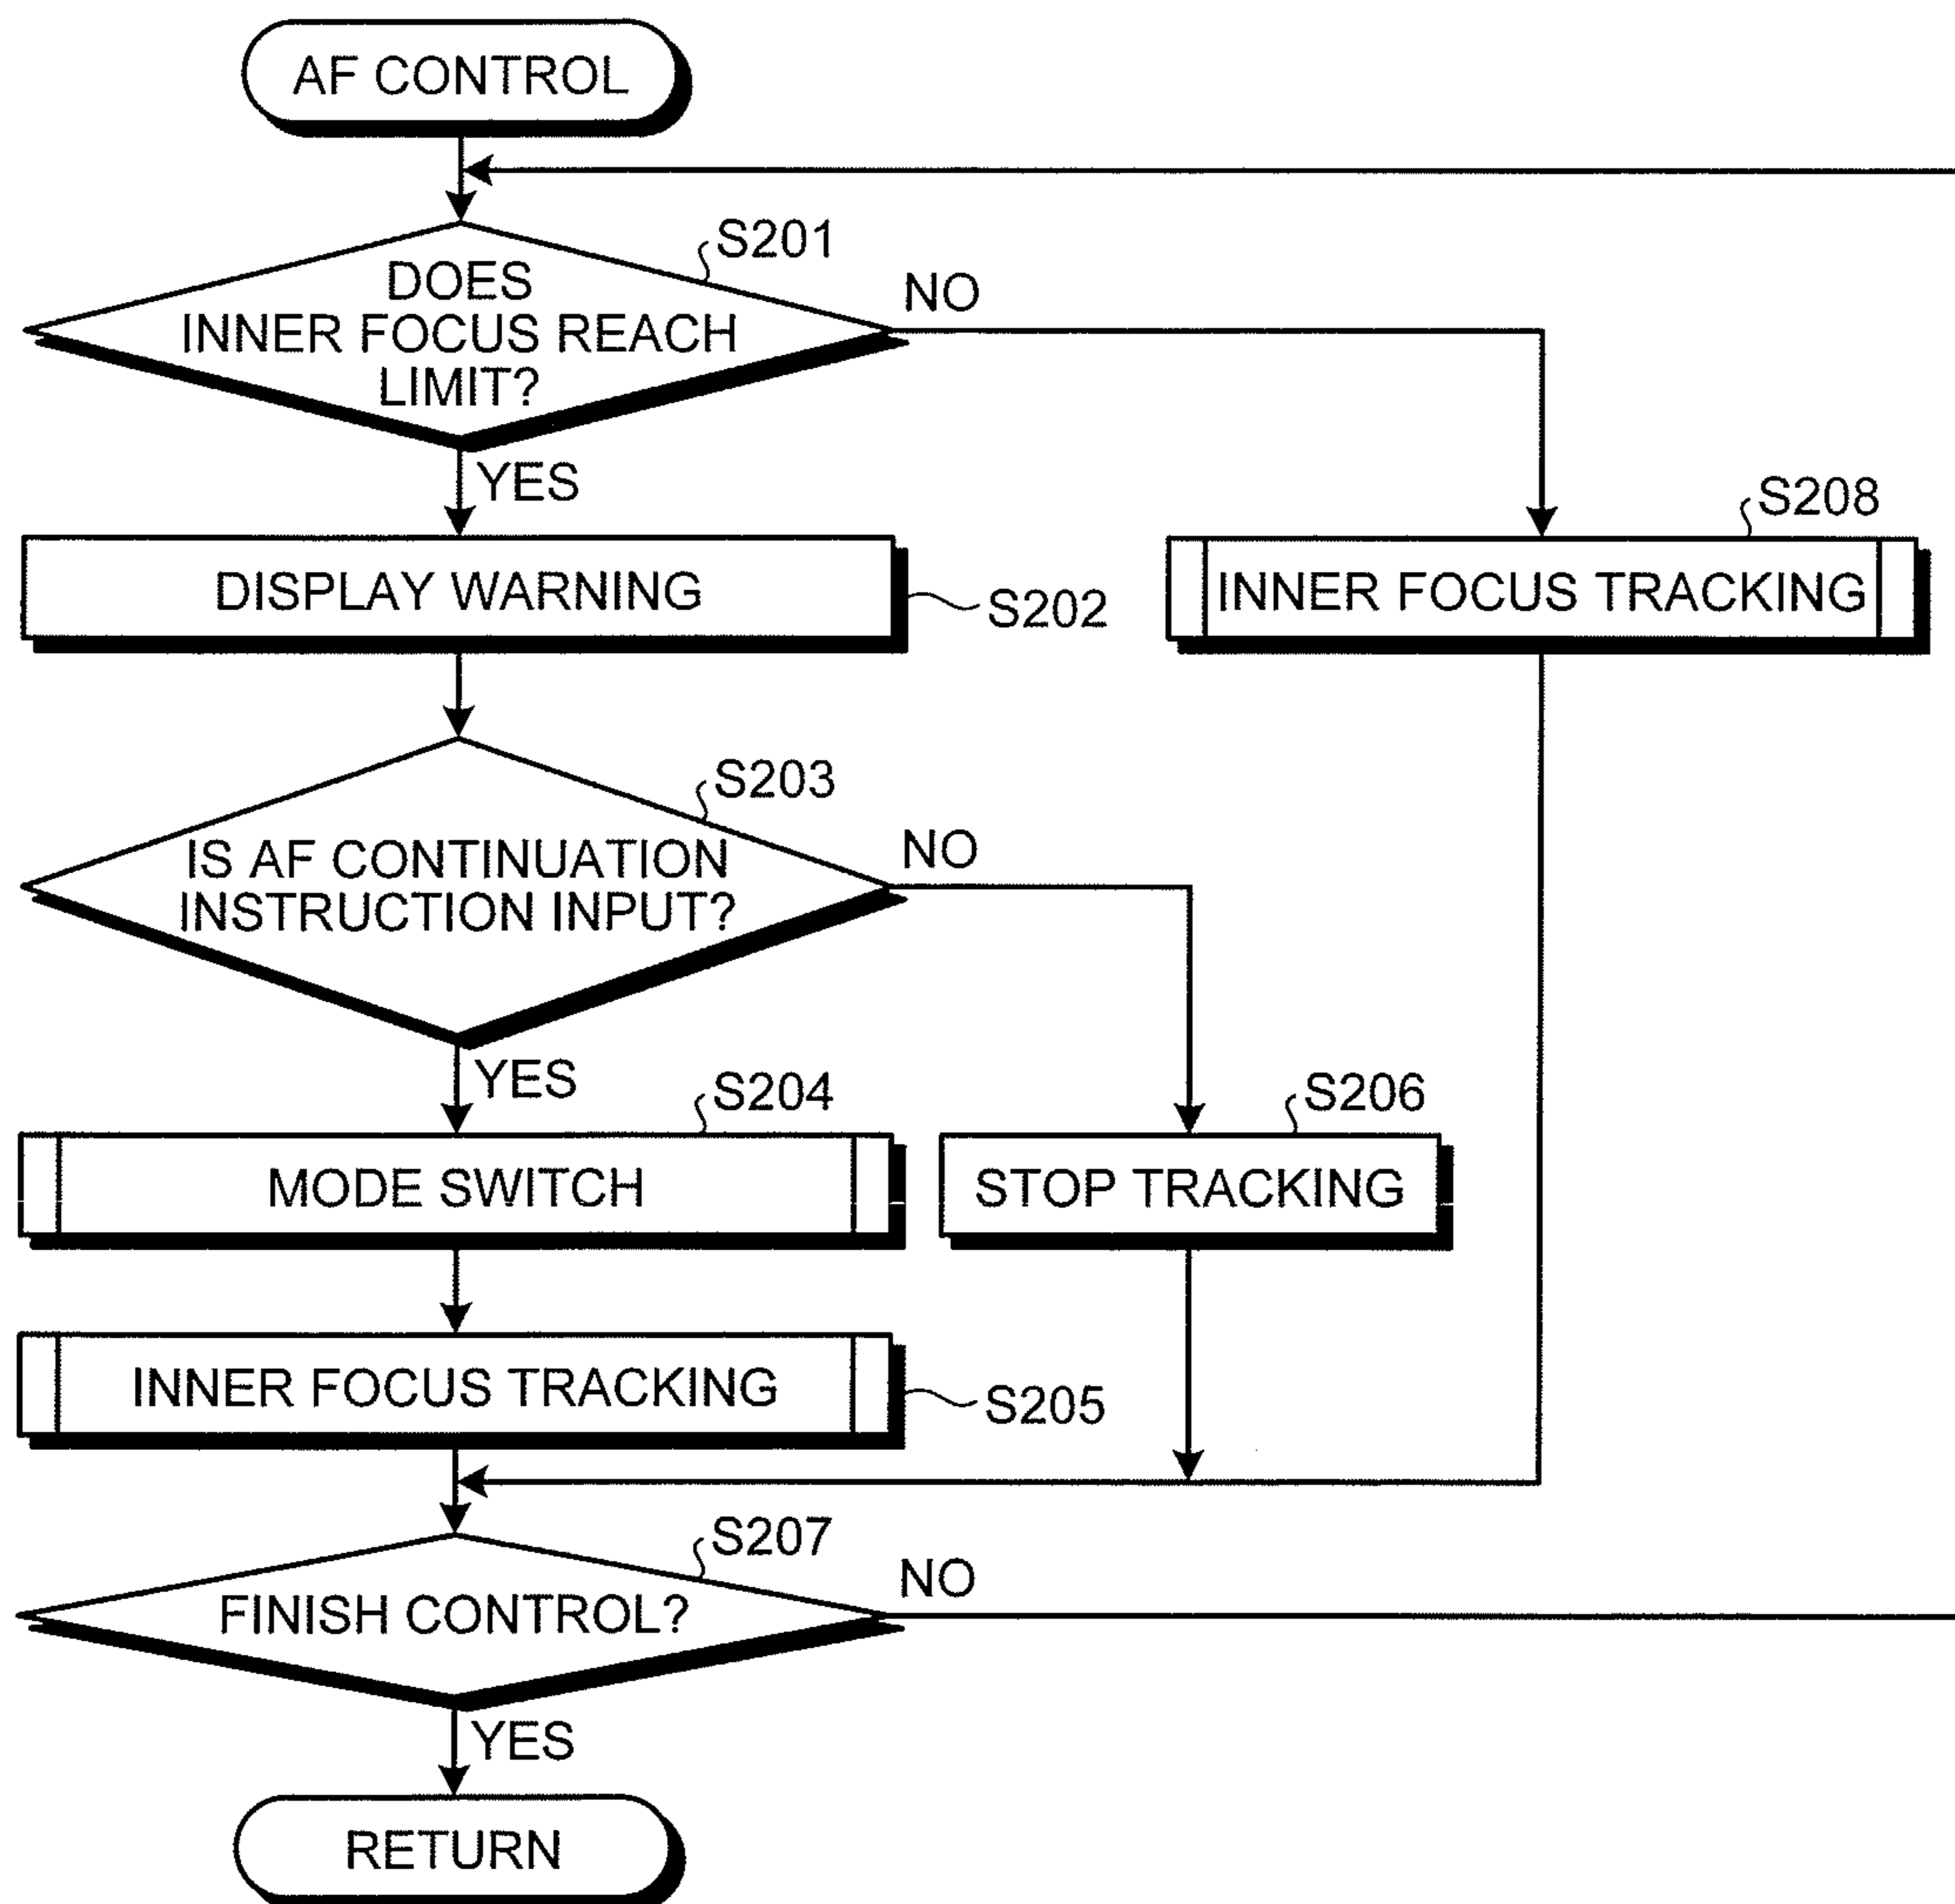 AF CONTROL
S201
DOES
INNER FOCUS REACH
LIMIT?
NO
YES
S208
DISPLAY WARNING
S202
INNER FOCUS TRACKING
S203
IS AF CONTINUATION
INSTRUCTION INPUT?
NO
YES
S204
S206
MODE SWITCH
STOP TRACKING
INNER FOCUS TRACKING
S205
S207
FINISH CONTROL?
NO
YES
RETURN